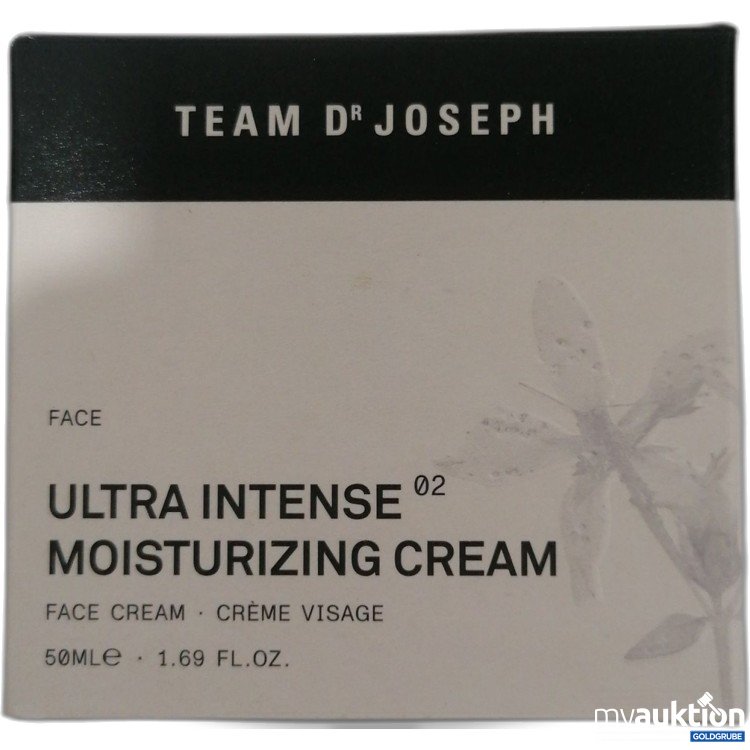 TEAM Dᴿ JOSEPH
FACE
ULTRA INTENSE 02
MOISTURIZING CREAM
FACE CREAM · CRÈME VISAGE
50ML℮ · 1.69 FL.OZ.
mvauktion
GOLDGRUBE